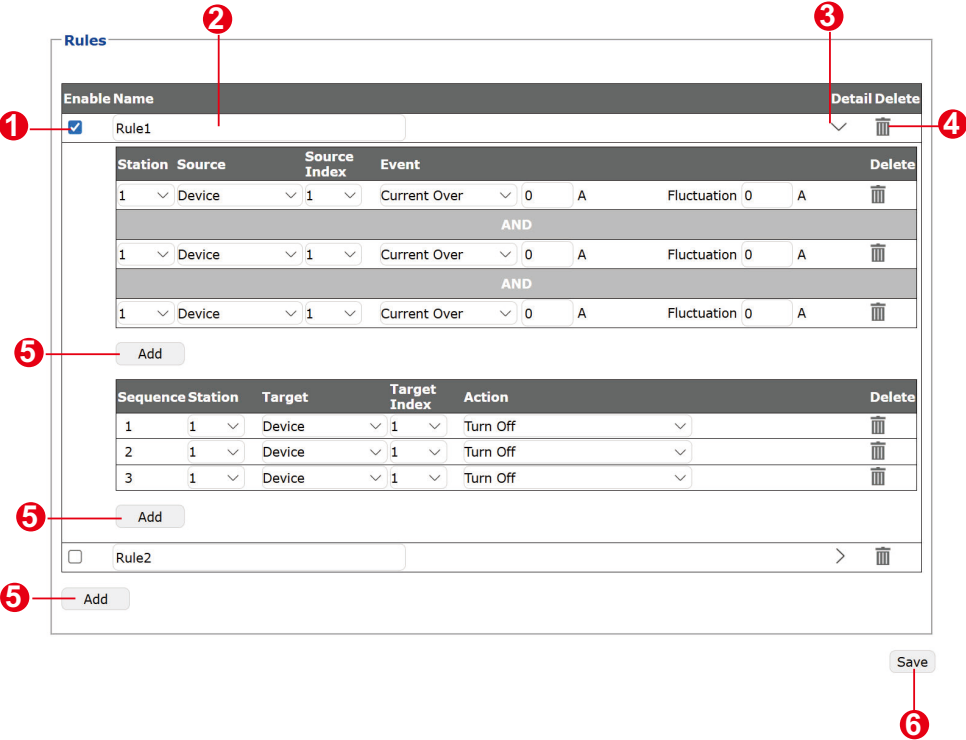 2
3
Rules
Enable Name Detail Delete
1
Rule1
4
Station Source Source Index Event Delete
1 Device 1 Current Over 0 A Fluctuation 0 A
AND
1 Device 1 Current Over 0 A Fluctuation 0 A
AND
1 Device 1 Current Over 0 A Fluctuation 0 A
5
Add
Sequence Station Target Target Index Action Delete
1 1 Device 1 Turn Off
2 1 Device 1 Turn Off
3 1 Device 1 Turn Off
5
Add
Rule2
5
Add
Save
6